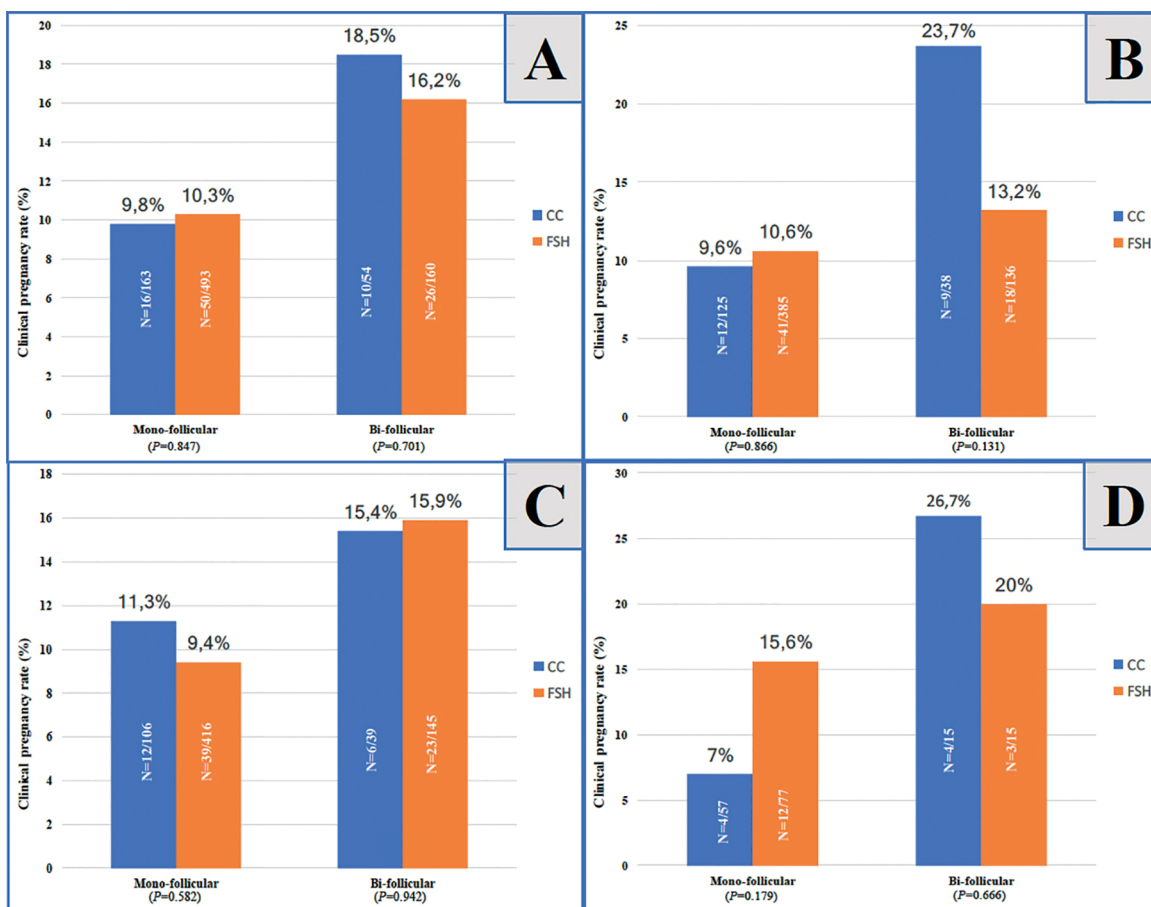 A
Clinical pregnancy rate (%)
20
18
16
14
12
10
8
6
4
2
0
9,8%
10,3%
18,5%
16,2%
N=16/163
N=50/493
N=10/54
N=26/160
CC
FSH
Mono-follicular
(P=0.847)
Bi-follicular
(P=0.701)
B
Clinical pregnancy rate (%)
25
20
15
10
5
0
9,6%
10,6%
23,7%
13,2%
N=12/125
N=41/385
N=9/38
N=18/136
CC
FSH
Mono-follicular
(P=0.866)
Bi-follicular
(P=0.131)
C
Clinical pregnancy rate (%)
18
16
14
12
10
8
6
4
2
0
11,3%
9,4%
15,4%
15,9%
N=12/106
N=39/416
N=6/39
N=23/145
CC
FSH
Mono-follicular
(P=0.582)
Bi-follicular
(P=0.942)
D
Clinical pregnancy rate (%)
30
25
20
15
10
5
0
7%
15,6%
26,7%
20%
N=4/57
N=12/77
N=4/15
N=3/15
CC
FSH
Mono-follicular
(P=0.179)
Bi-follicular
(P=0.666)